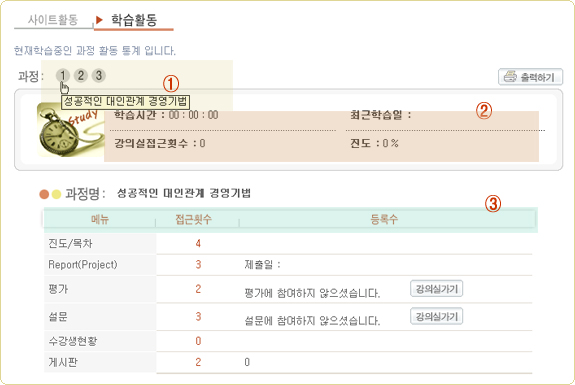 사이트활동 학습활동
현재학습중인 과정 활동 통계 입니다.
과정 : 1 2 3 ① 출력하기
성공적인 대인관계 경영기법
②
Study 학습시간 : 00 : 00 : 00 최근학습일 :
강의실접근횟수 : 0 진도 : 0 %
과정명 : 성공적인 대인관계 경영기법
③
메뉴 접근횟수 등록수
진도/목차 4
Report(Project) 3 제출일 :
평가 2 평가에 참여하지 않으셨습니다. 강의실가기
설문 3 설문에 참여하지 않으셨습니다. 강의실가기
수강생현황 0
게시판 2 0